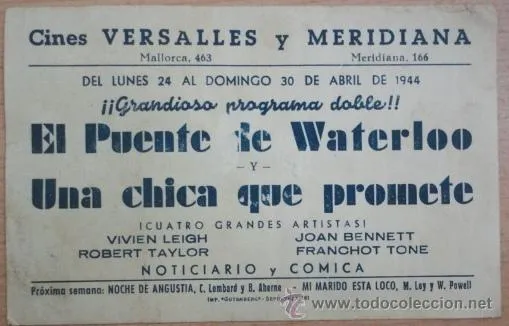 Cines VERSALLES y MERIDIANA
Mallorca, 463 Meridiana, 166
DEL LUNES 24 AL DOMINGO 30 DE ABRIL DE 1944
¡¡Grandioso programa doble!!
El Puente de Waterloo
- Y -
Una chica que promete
¡CUATRO GRANDES ARTISTAS!
VIVIEN LEIGH JOAN BENNETT
ROBERT TAYLOR FRANCHOT TONE
NOTICIARIO y COMICA
Próxima semana: NOCHE DE ANGUSTIA, C. Lombard y B. Aherne - MI MARIDO ESTA LOCO, M. Loy y W. Powell
IMP. "GUTENBERG"
todocoleccion.net